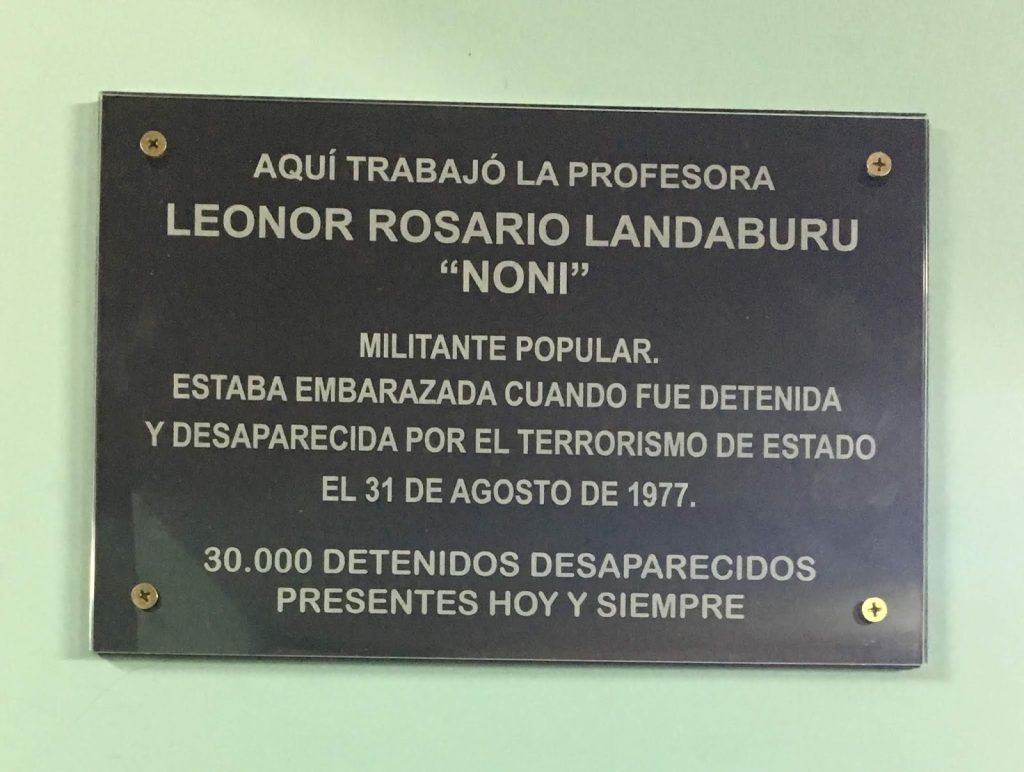 AQUÍ TRABAJÓ LA PROFESORA
LEONOR ROSARIO LANDABURU
“NONI”
MILITANTE POPULAR.
ESTABA EMBARAZADA CUANDO FUE DETENIDA
Y DESAPARECIDA POR EL TERRORISMO DE ESTADO
EL 31 DE AGOSTO DE 1977.
30.000 DETENIDOS DESAPARECIDOS
PRESENTES HOY Y SIEMPRE